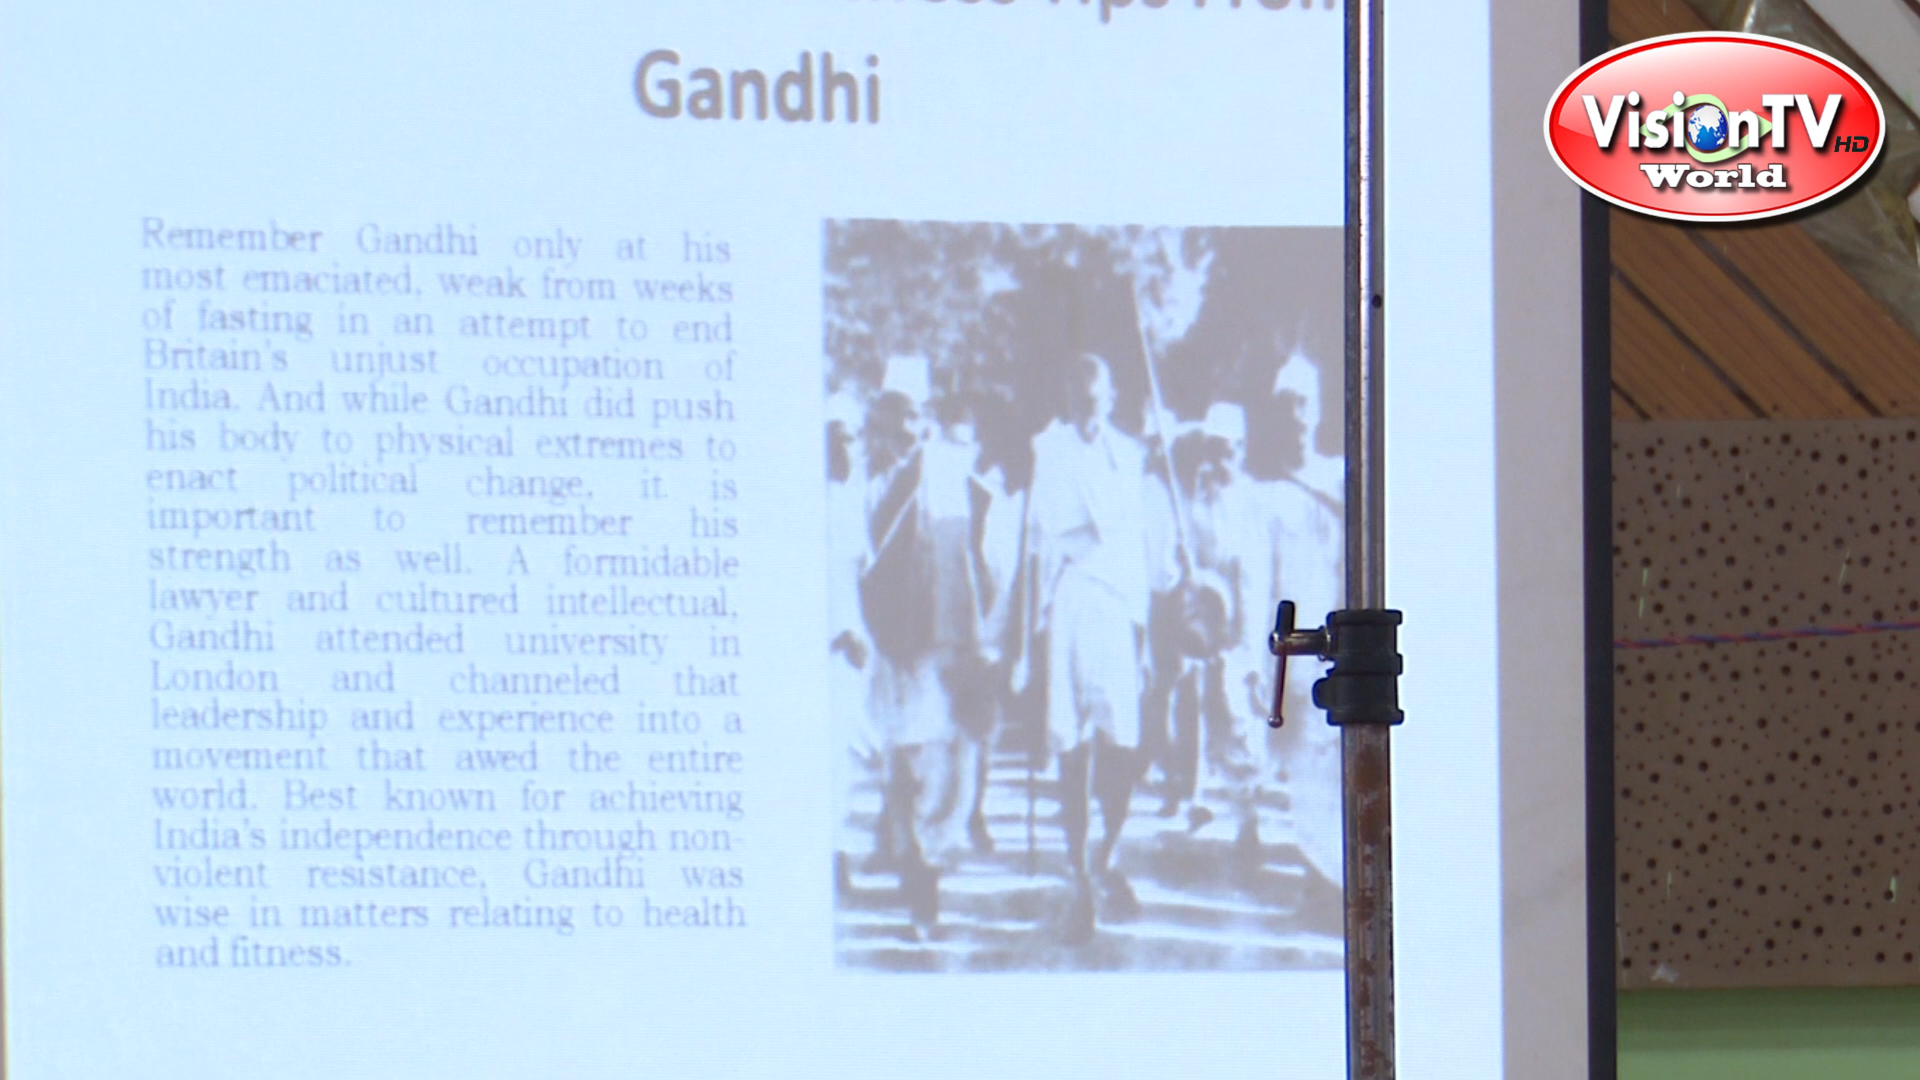 Tips From
Gandhi
Remember Gandhi only at his
most emaciated, weak from weeks
of fasting in an attempt to end
Britain's unjust occupation of
India. And while Gandhi did push
his body to physical extremes to
enact political change, it is
important to remember his
strength as well. A formidable
lawyer and cultured intellectual,
Gandhi attended university in
London and channeled that
leadership and experience into a
movement that awed the entire
world. Best known for achieving
India's independence through non-
violent resistance, Gandhi was
wise in matters relating to health
and fitness.
VisionTV
HD
World